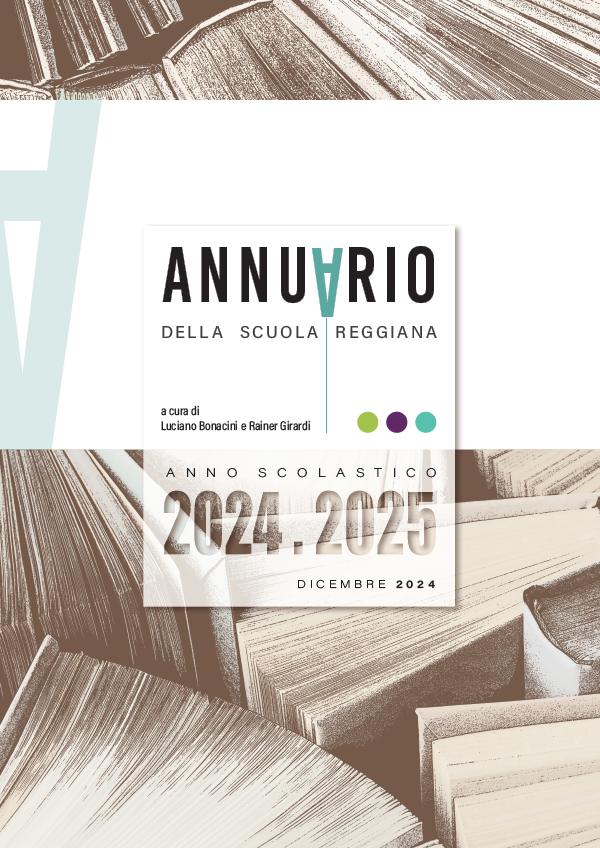 ANNUARIO
DELLA SCUOLA REGGIANA
a cura di
Luciano Bonacini e Rainer Girardi
ANNO SCOLASTICO
2024.2025
DICEMBRE 2024